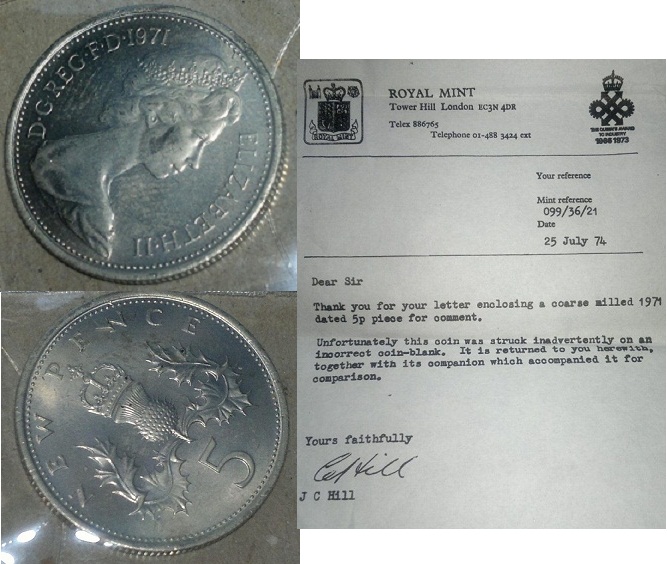 D·G·REG·F·D·1971
ELIZABETH·II
NEW PENCE
5
ROYAL MINT
ROYAL MINT
Tower Hill London EC3N 4DR
Telex 886765
Telephone 01-488 3424 ext
THE QUEEN'S AWARD
TO INDUSTRY
1966 1973
Your reference
Mint reference
099/36/21
Date
25 July 74
Dear Sir
Thank you for your letter enclosing a coarse milled 1971
dated 5p piece for comment.
Unfortunately this coin was struck inadvertently on an
incorrect coin-blank. It is returned to you herewith,
together with its companion which accompanied it for
comparison.
Yours faithfully
J C Hill